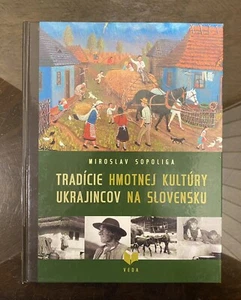 MIROSLAV SOPOLIGA
TRADÍCIE HMOTNEJ KULTÚRY
UKRAJINCOV NA SLOVENSKU
VEDA